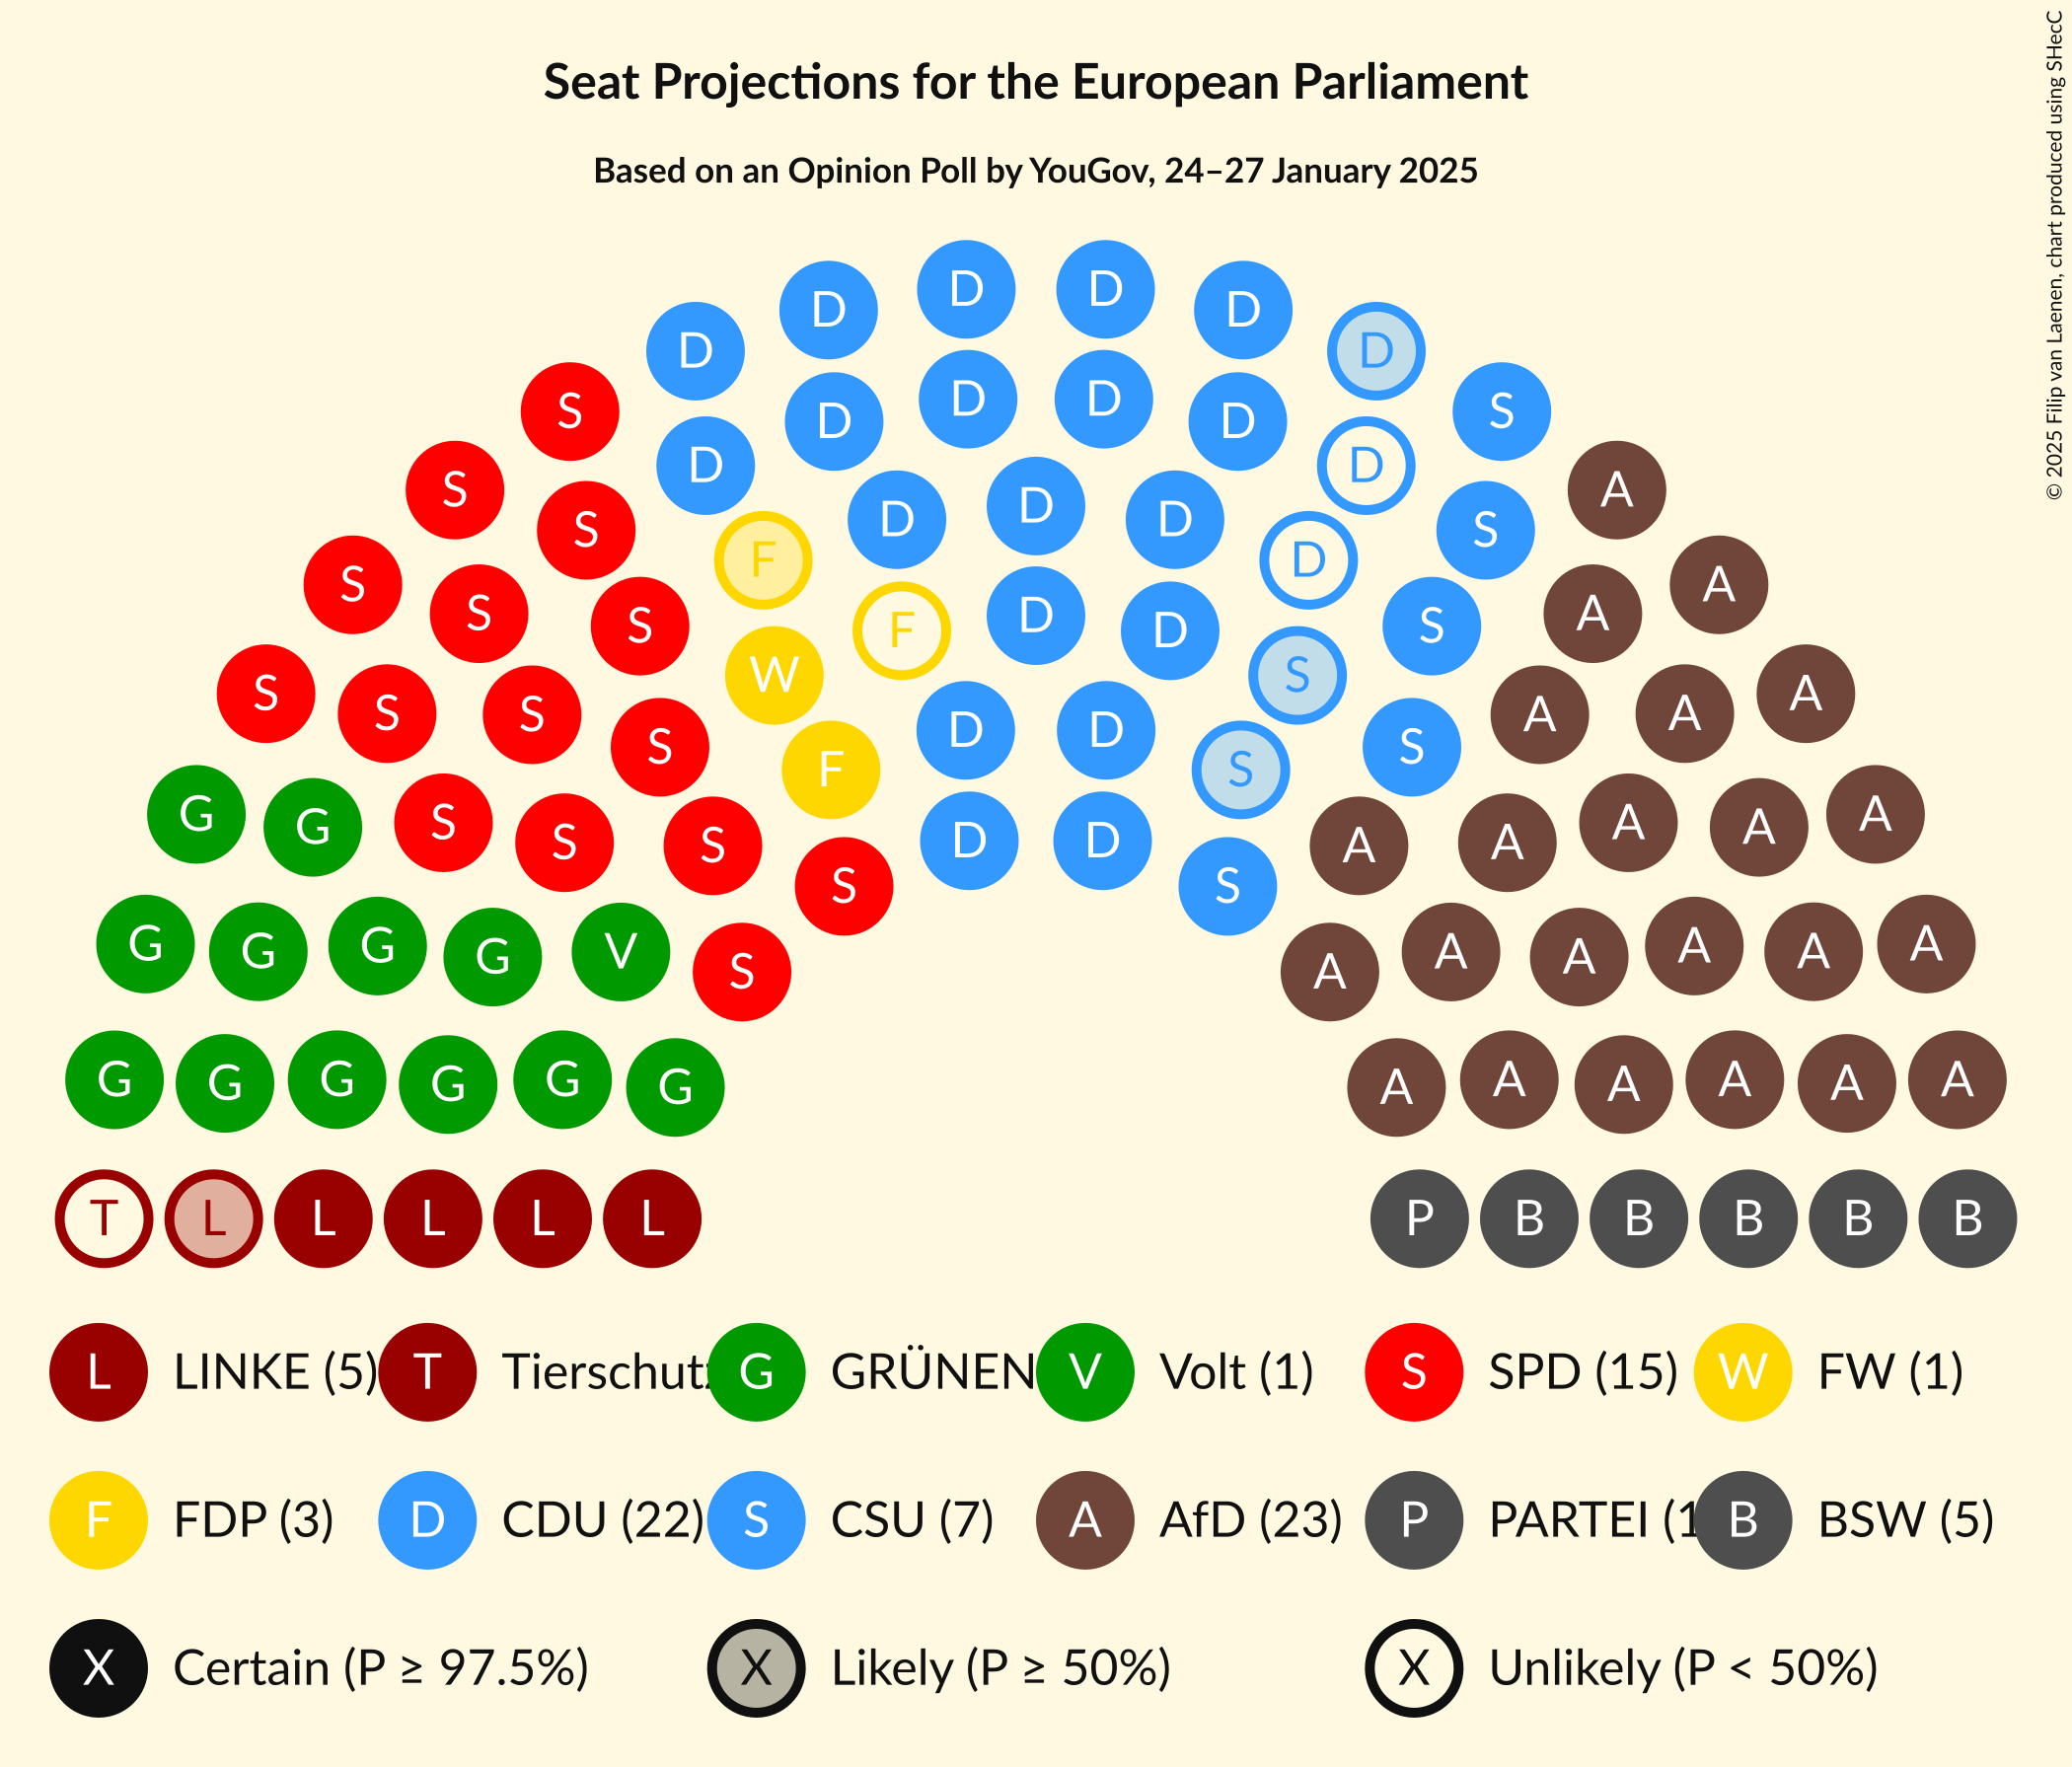 Seat Projections for the European Parliament
Based on an Opinion Poll by YouGov, 24–27 January 2025
© 2025 Filip van Laenen, chart produced using SHecC
D D D D
D D
S D D D D S
S D D A
S F D D D D S A
S S F D D S A A
S S S W D S A A A
S S F D D S S A A
G G S S S S D D S A A A A A
G G G G V S A A A A A A
G G G G G G A A A A A A
T L L L L L P B B B B B
L LINKE (5) T Tierschutz G GRÜNEN V Volt (1) S SPD (15) W FW (1)
F FDP (3) D CDU (22) S CSU (7) A AfD (23) P PARTEI (1 B BSW (5)
X Certain (P ≥ 97.5%) X Likely (P ≥ 50%) X Unlikely (P < 50%)